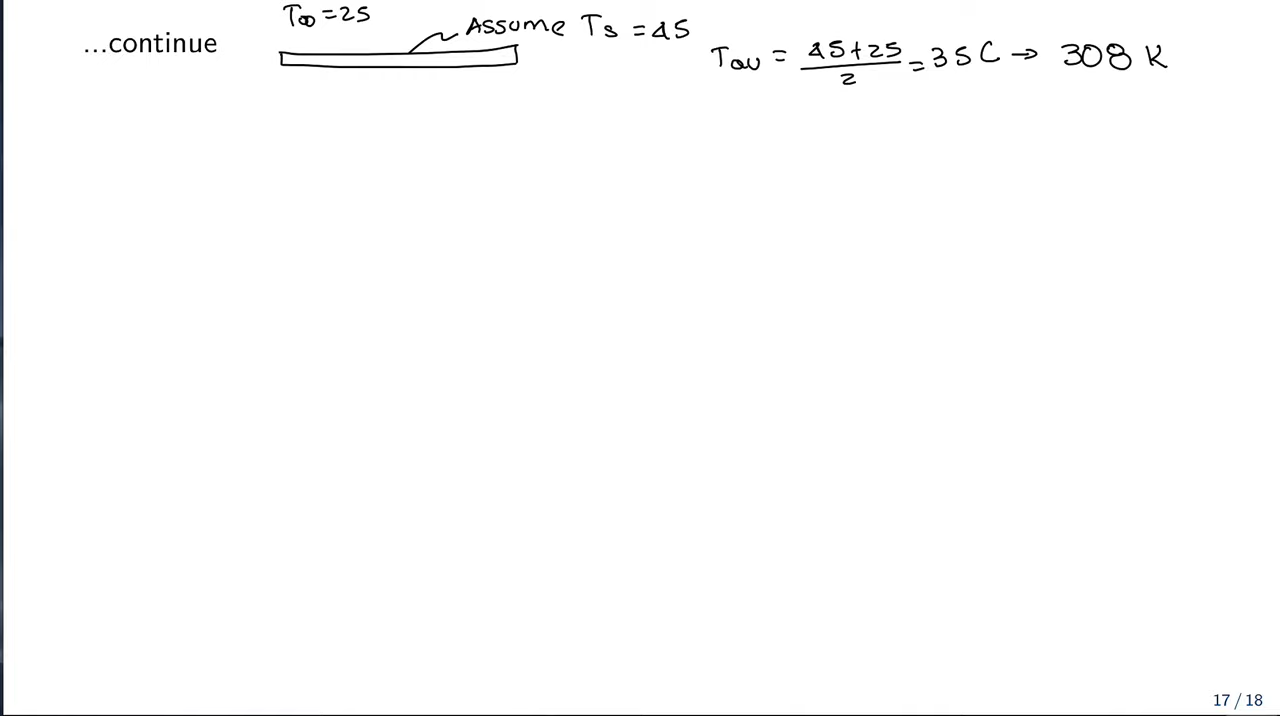 ...continue
T∞ = 25
Assume Ts = 45
Tav = (45+25)/2 = 35 C → 308 K
17 / 18